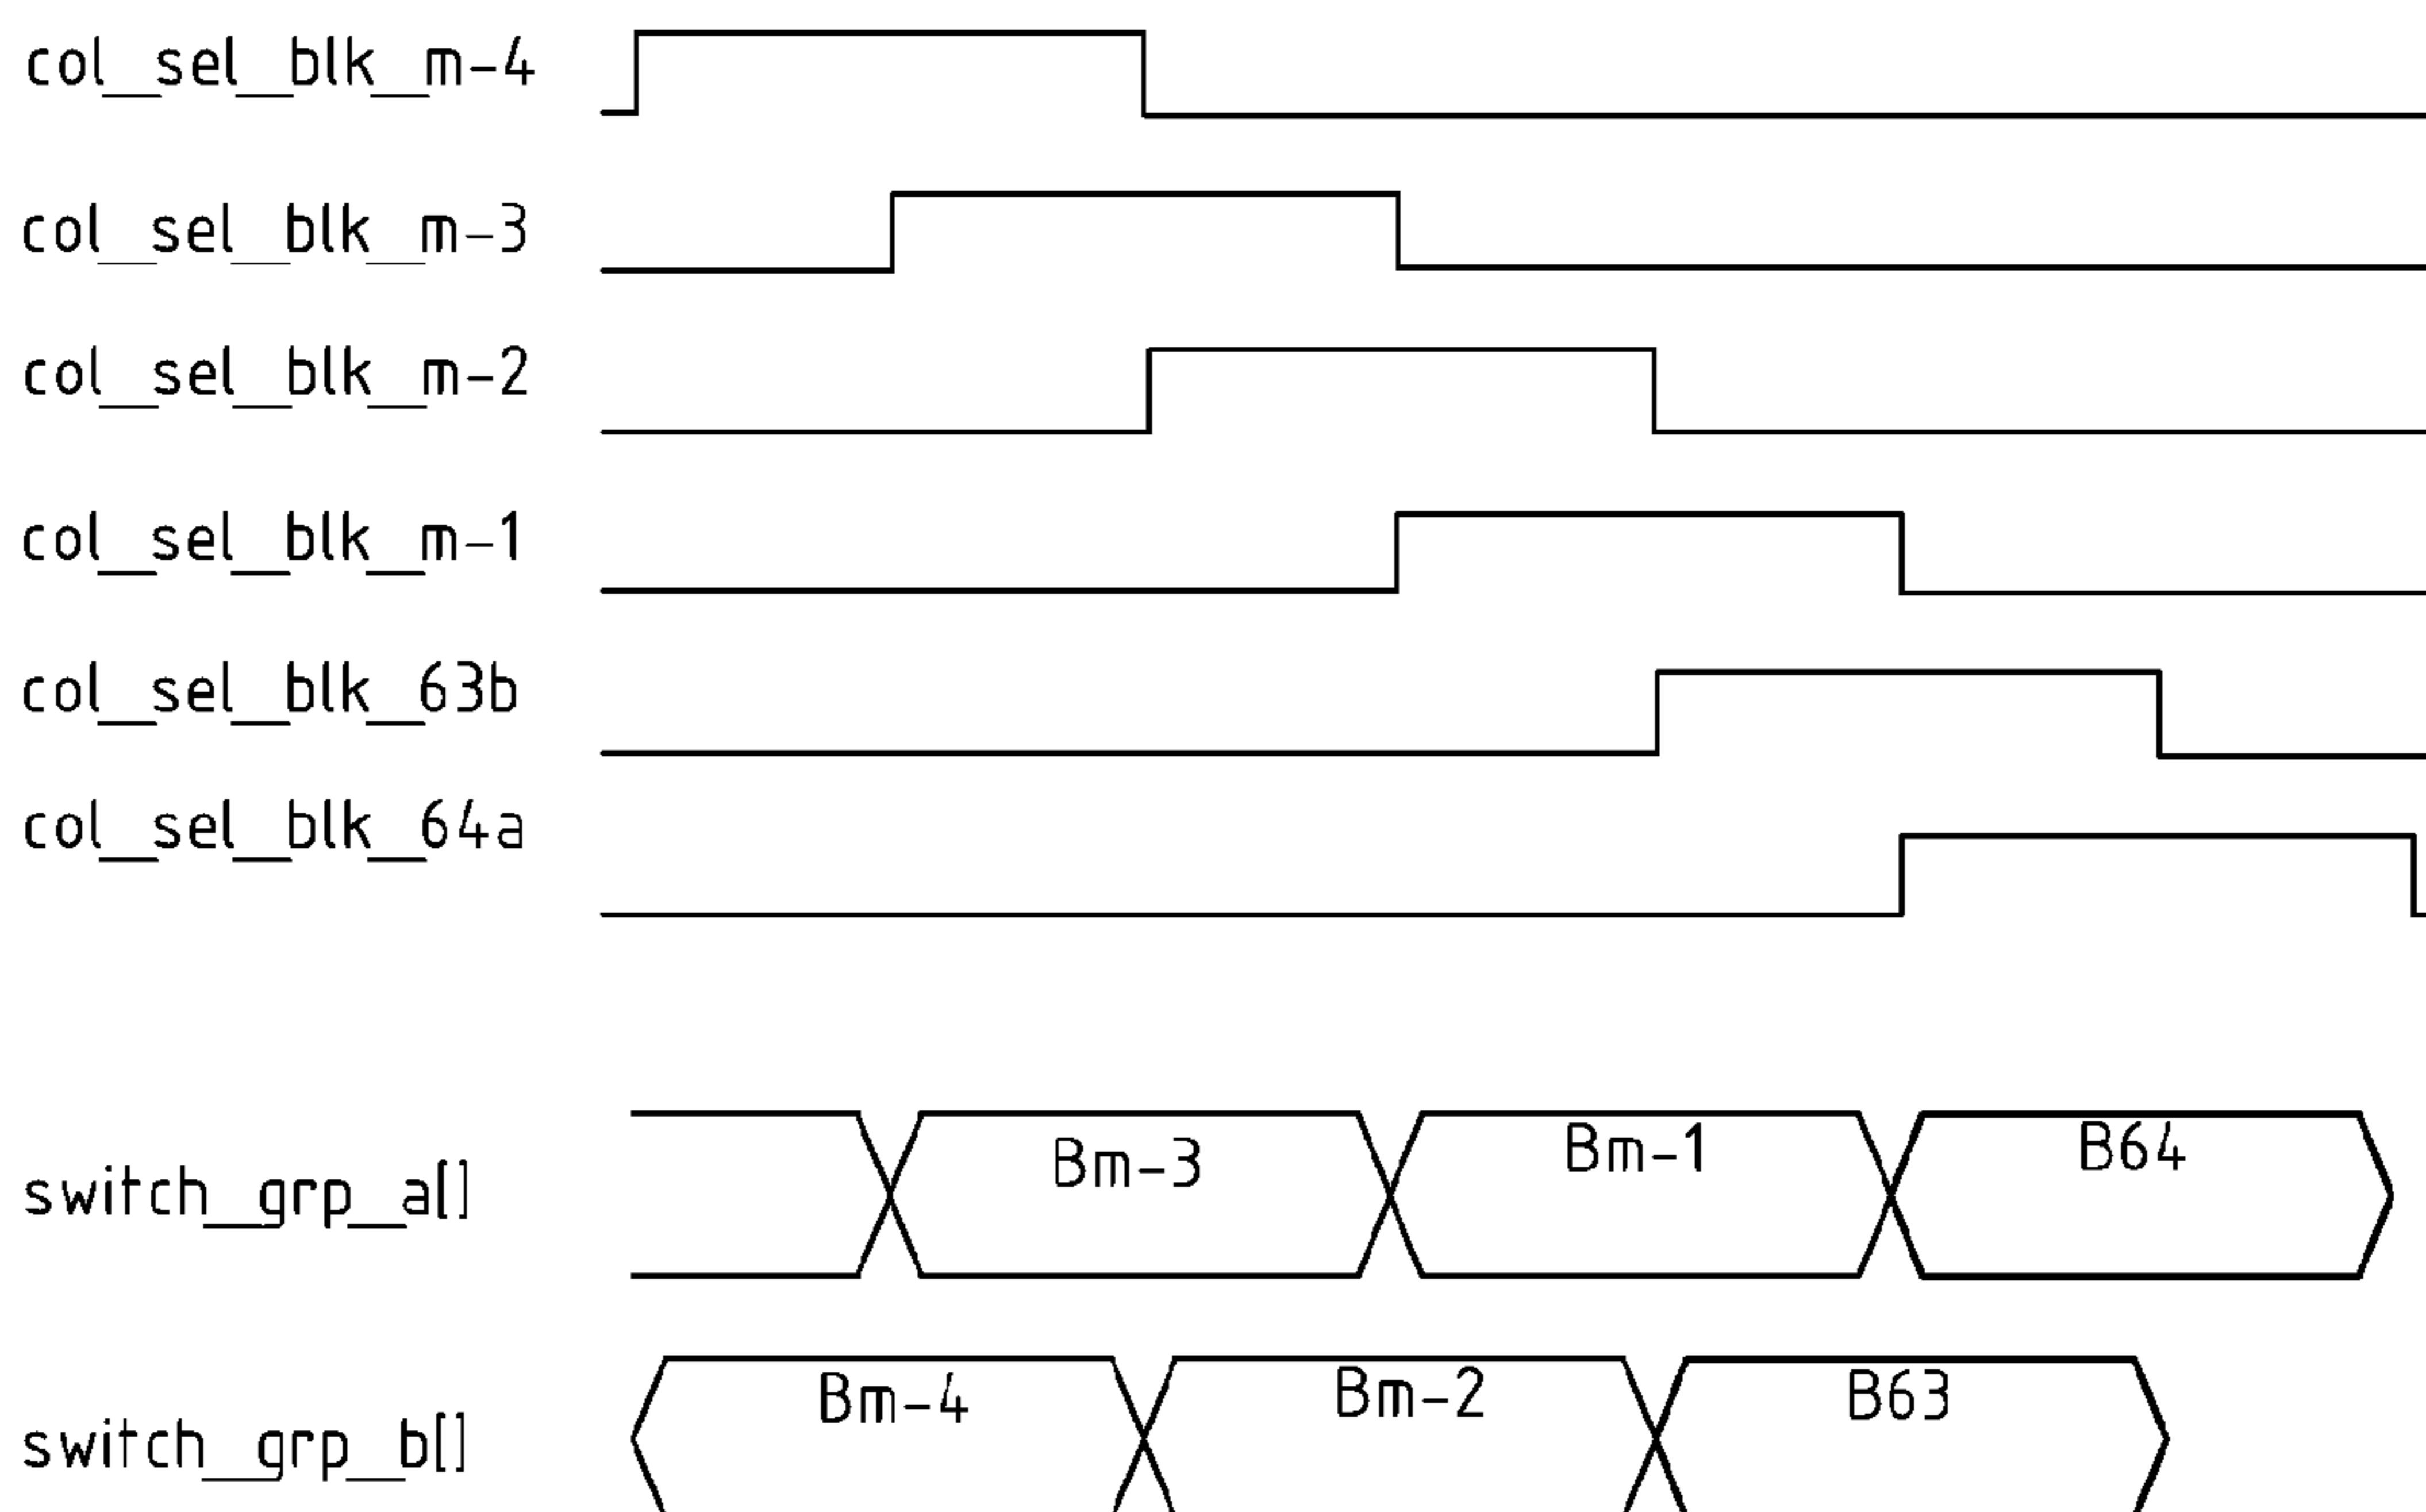 col_sel_blk_m-4
col_sel_blk_m-3
col_sel_blk_m-2
col_sel_blk_m-1
col_sel_blk_63b
col_sel_blk_64a
switch_grp_a[] Bm-3 Bm-1 B64
switch_grp_b[] Bm-4 Bm-2 B63